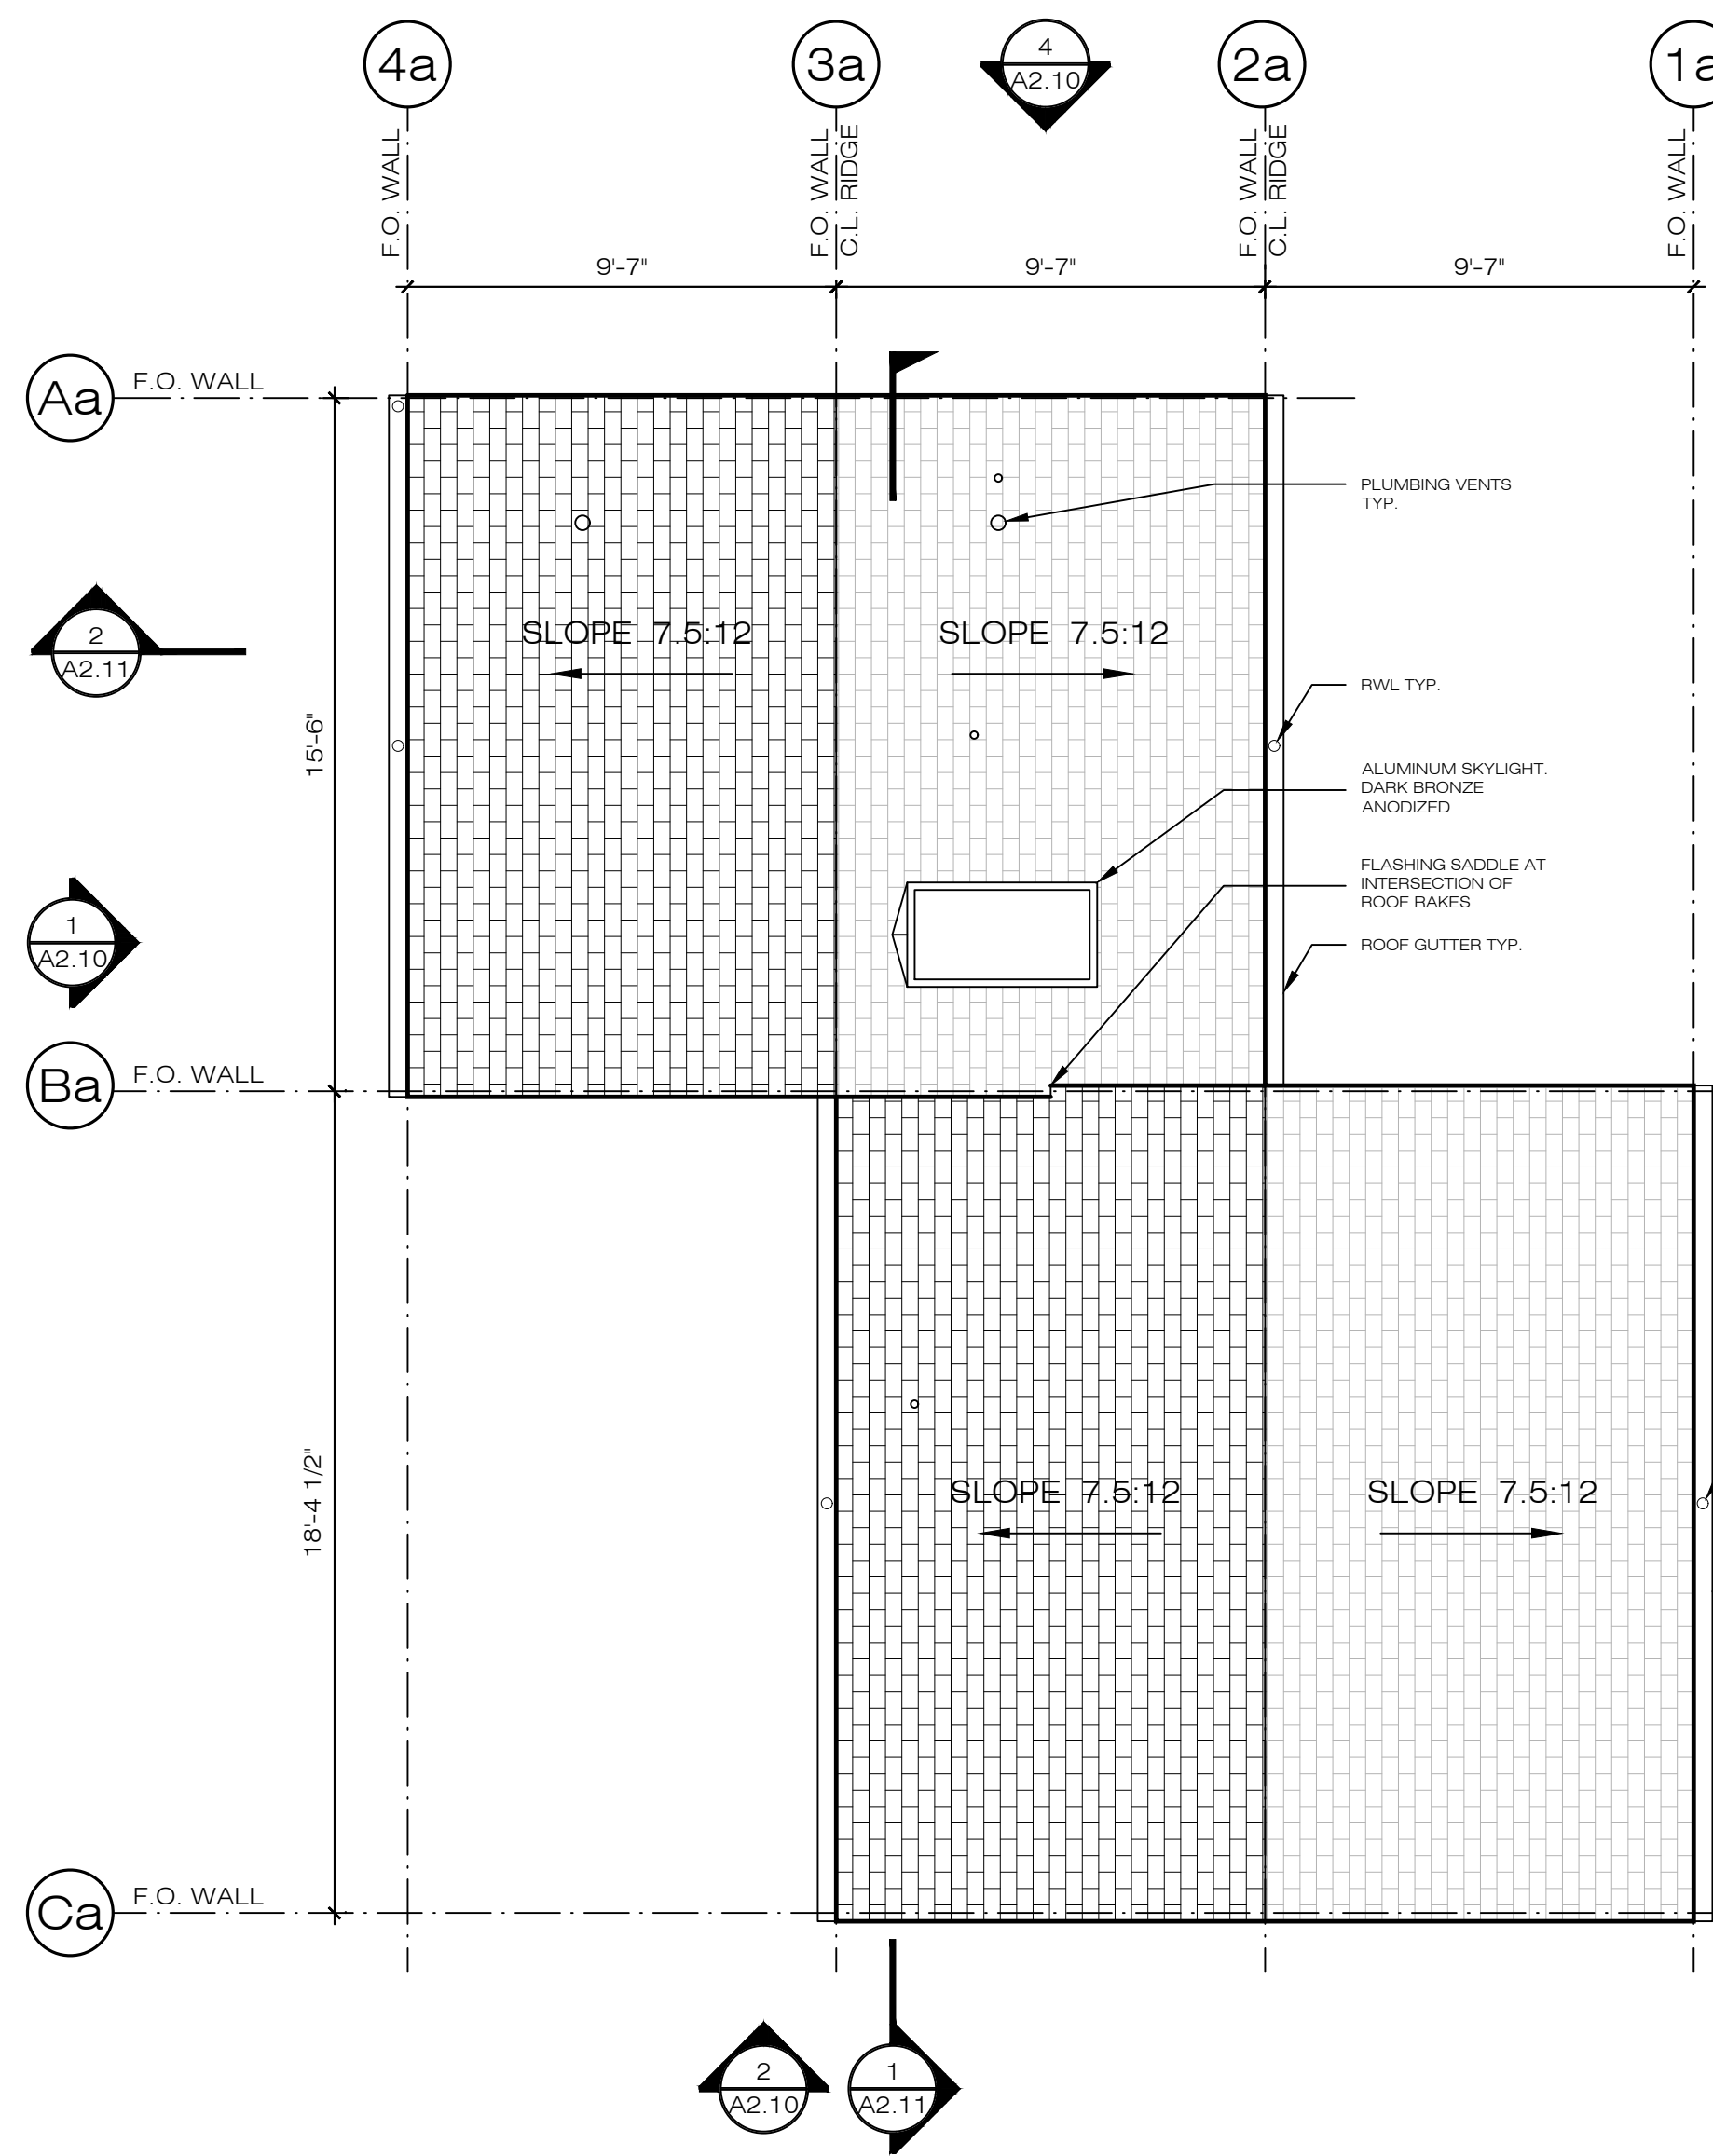 4a
3a
4
A2.10
2a
1a
F.O. WALL
F.O. WALL
C.L. RIDGE
F.O. WALL
C.L. RIDGE
F.O. WALL
9'-7"
9'-7"
9'-7"
Aa
F.O. WALL
PLUMBING VENTS
TYP.
SLOPE 7.5:12
SLOPE 7.5:12
2
A2.11
RWL TYP.
15'-6"
ALUMINUM SKYLIGHT.
DARK BRONZE
ANODIZED
FLASHING SADDLE AT
INTERSECTION OF
ROOF RAKES
1
A2.10
ROOF GUTTER TYP.
Ba
F.O. WALL
18'-4 1/2"
SLOPE 7.5:12
SLOPE 7.5:12
Ca
F.O. WALL
2
A2.10
1
A2.11